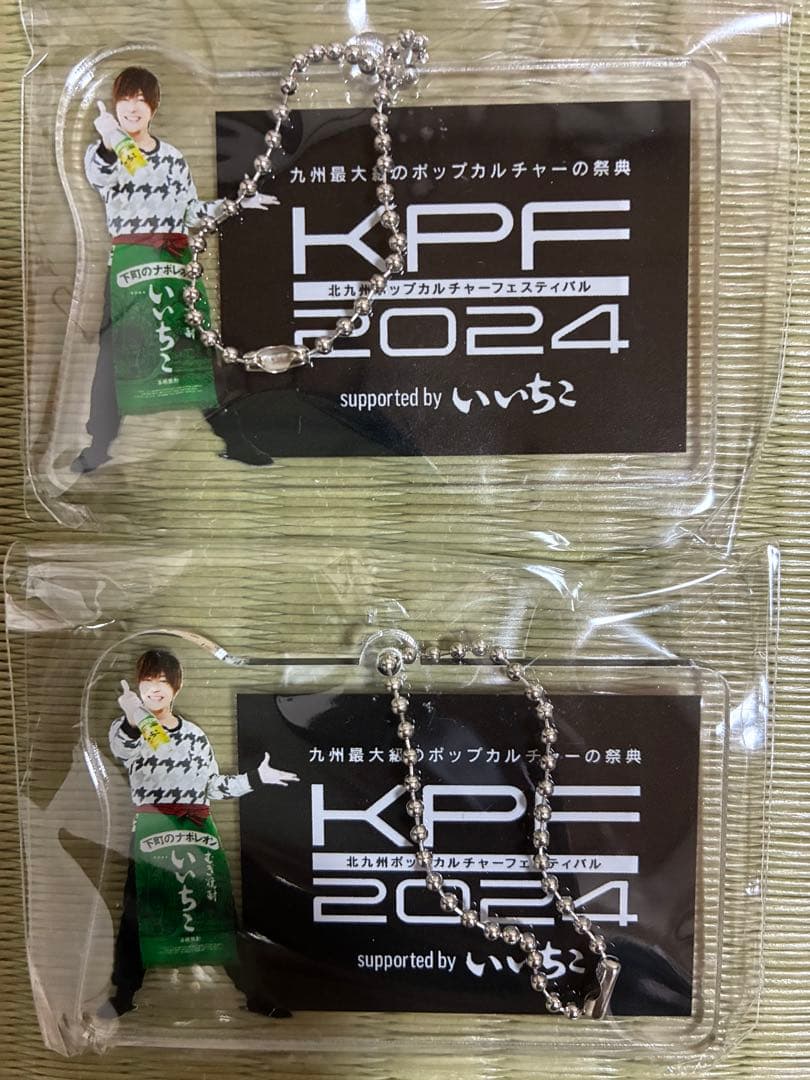 九州最大級のポップカルチャーの祭典
KPF
北九州ポップカルチャーフェスティバル
2024
supported by いいちこ
下町のナポレオン
いいちこ
九州最大級のポップカルチャーの祭典
KPF
北九州ポップカルチャーフェスティバル
2024
supported by いいちこ
下町のナポレオン
むぎ焼酎
いいちこ